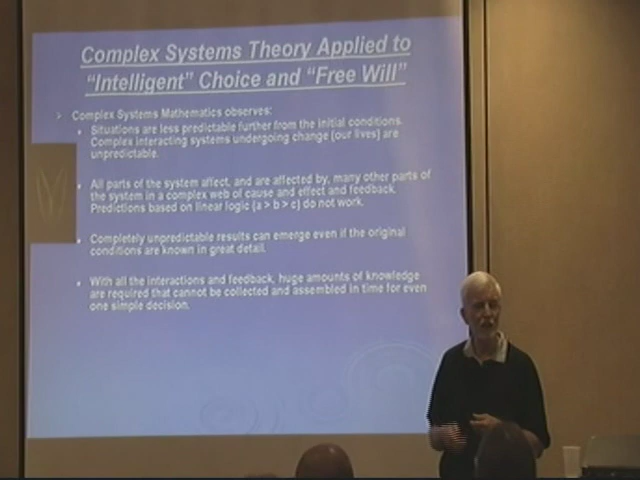 Complex Systems Theory Applied to
“Intelligent” Choice and “Free Will”
Complex Systems Mathematics observes:
Situations are less predictable further from the initial conditions.
Complex interacting systems undergoing change (our lives) are
unpredictable.
All parts of the system affect, and are affected by, many other parts of
the system in a complex web of cause and effect and feedback.
Predictions based on linear logic (a > b > c) do not work.
Completely unpredictable results can emerge even if the original
conditions are known in great detail.
With all the interactions and feedback, huge amounts of knowledge
are required that cannot be collected and assembled in time for even
one simple decision.